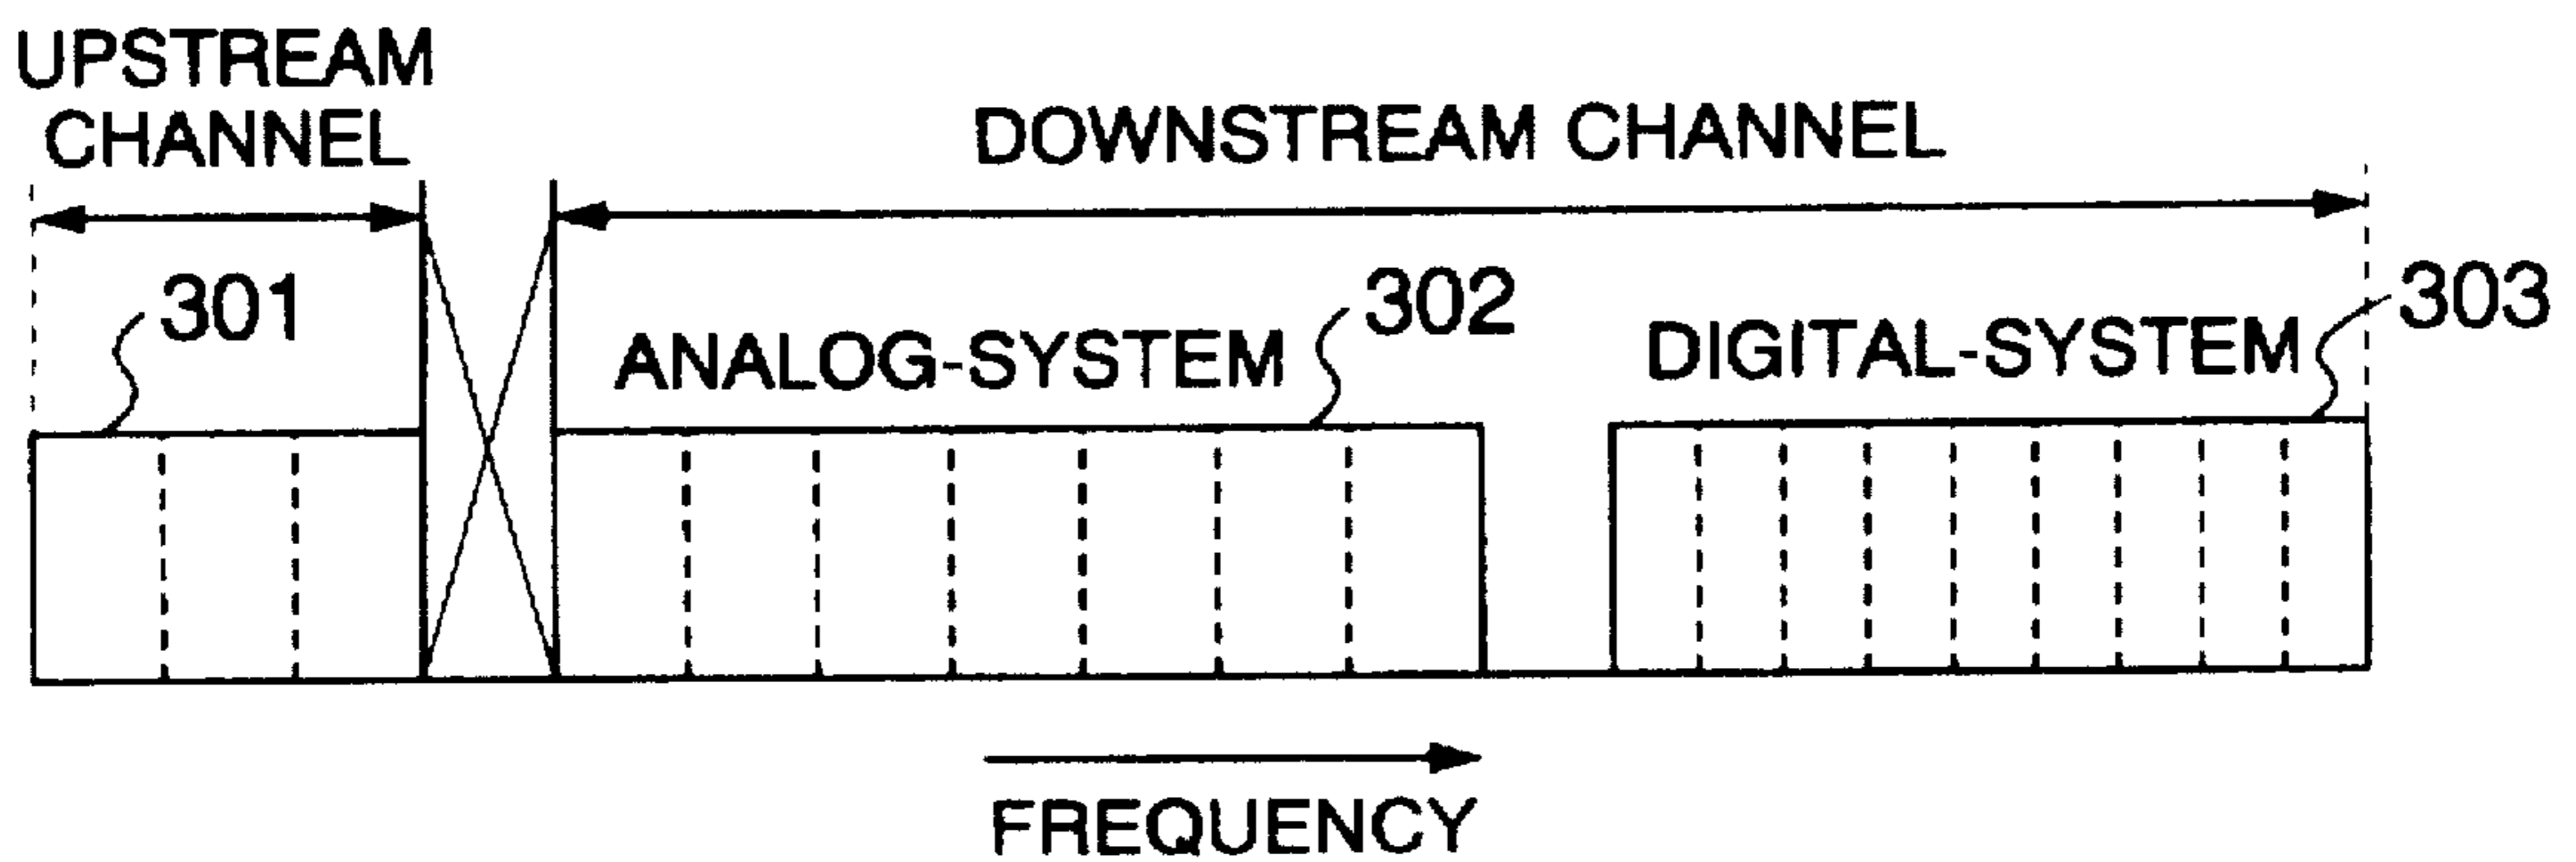 UPSTREAM
CHANNEL
DOWNSTREAM CHANNEL
301
ANALOG-SYSTEM
302
DIGITAL-SYSTEM
303
FREQUENCY